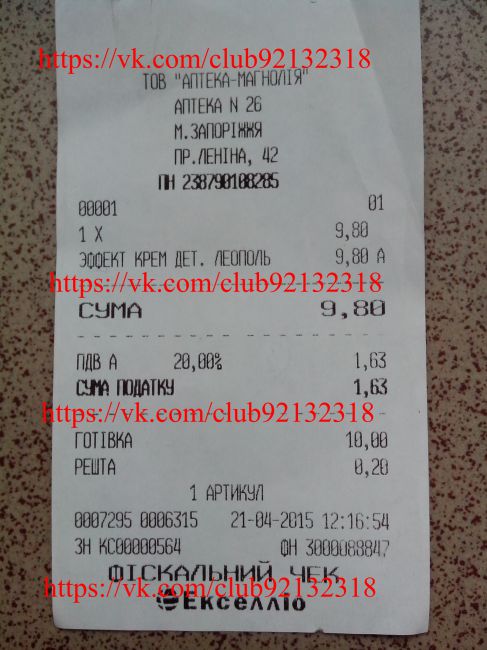 https://vk.com/club92132318
ТОВ "АПТЕКА-МАГНОЛІЯ"
АПТЕКА N 26
М.ЗАПОРІЖЖЯ
ПР.ЛЕНІНА, 42
ПН 238790108285
00001 01
1 X 9,80
ЭФФЕКТ КРЕМ ДЕТ. ЛЕОПОЛЬ 9,80 А
https://vk.com/club92132318
СУМА 9,80
ПДВ А 20,00% 1,63
СУМА ПОДАТКУ 1,63
https://vk.com/club92132318
ГОТІВКА 10,00
РЕШТА 0,20
1 АРТИКУЛ
0007295 0006315 21-04-2015 12:16:54
ЗН КС00000564 ФН 3000088847
ФІСКАЛЬНИЙ ЧЕК
https://vk.com/club92132318
Екселліо